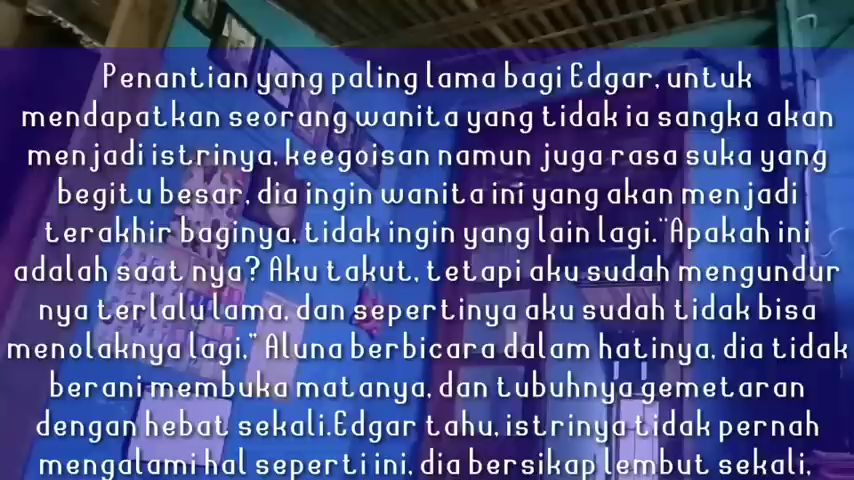 Penantian yang paling lama bagi Edgar, untuk
mendapatkan seorang wanita yang tidak ia sangka akan
menjadi istrinya, keegoisan namun juga rasa suka yang
begitu besar, dia ingin wanita ini yang akan menjadi
terakhir baginya, tidak ingin yang lain lagi."Apakah ini
adalah saat nya? Aku takut, tetapi aku sudah mengundur
nya terlalu lama, dan sepertinya aku sudah tidak bisa
menolaknya lagi," Aluna berbicara dalam hatinya, dia tidak
berani membuka matanya, dan tubuhnya gemetaran
dengan hebat sekali.Edgar tahu, istrinya tidak pernah
mengalami hal seperti ini, dia bersikap lembut sekali,